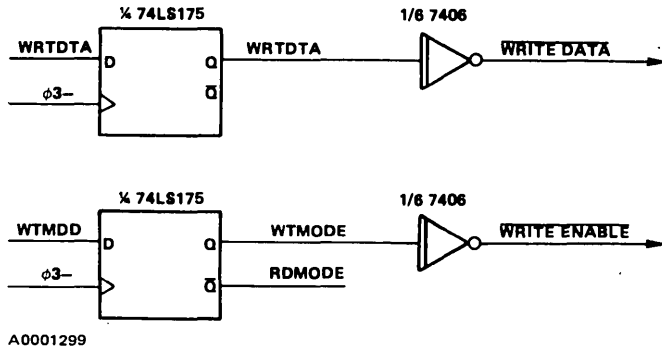 ¼ 74LS175
1/6 7406
WRTDTA
D
Q
WRTDTA
WRITE DATA
ϕ3–
Q̅
¼ 74LS175
1/6 7406
WTMDD
D
Q
WTMODE
WRITE ENABLE
ϕ3–
Q̅
RDMODE
A0001299